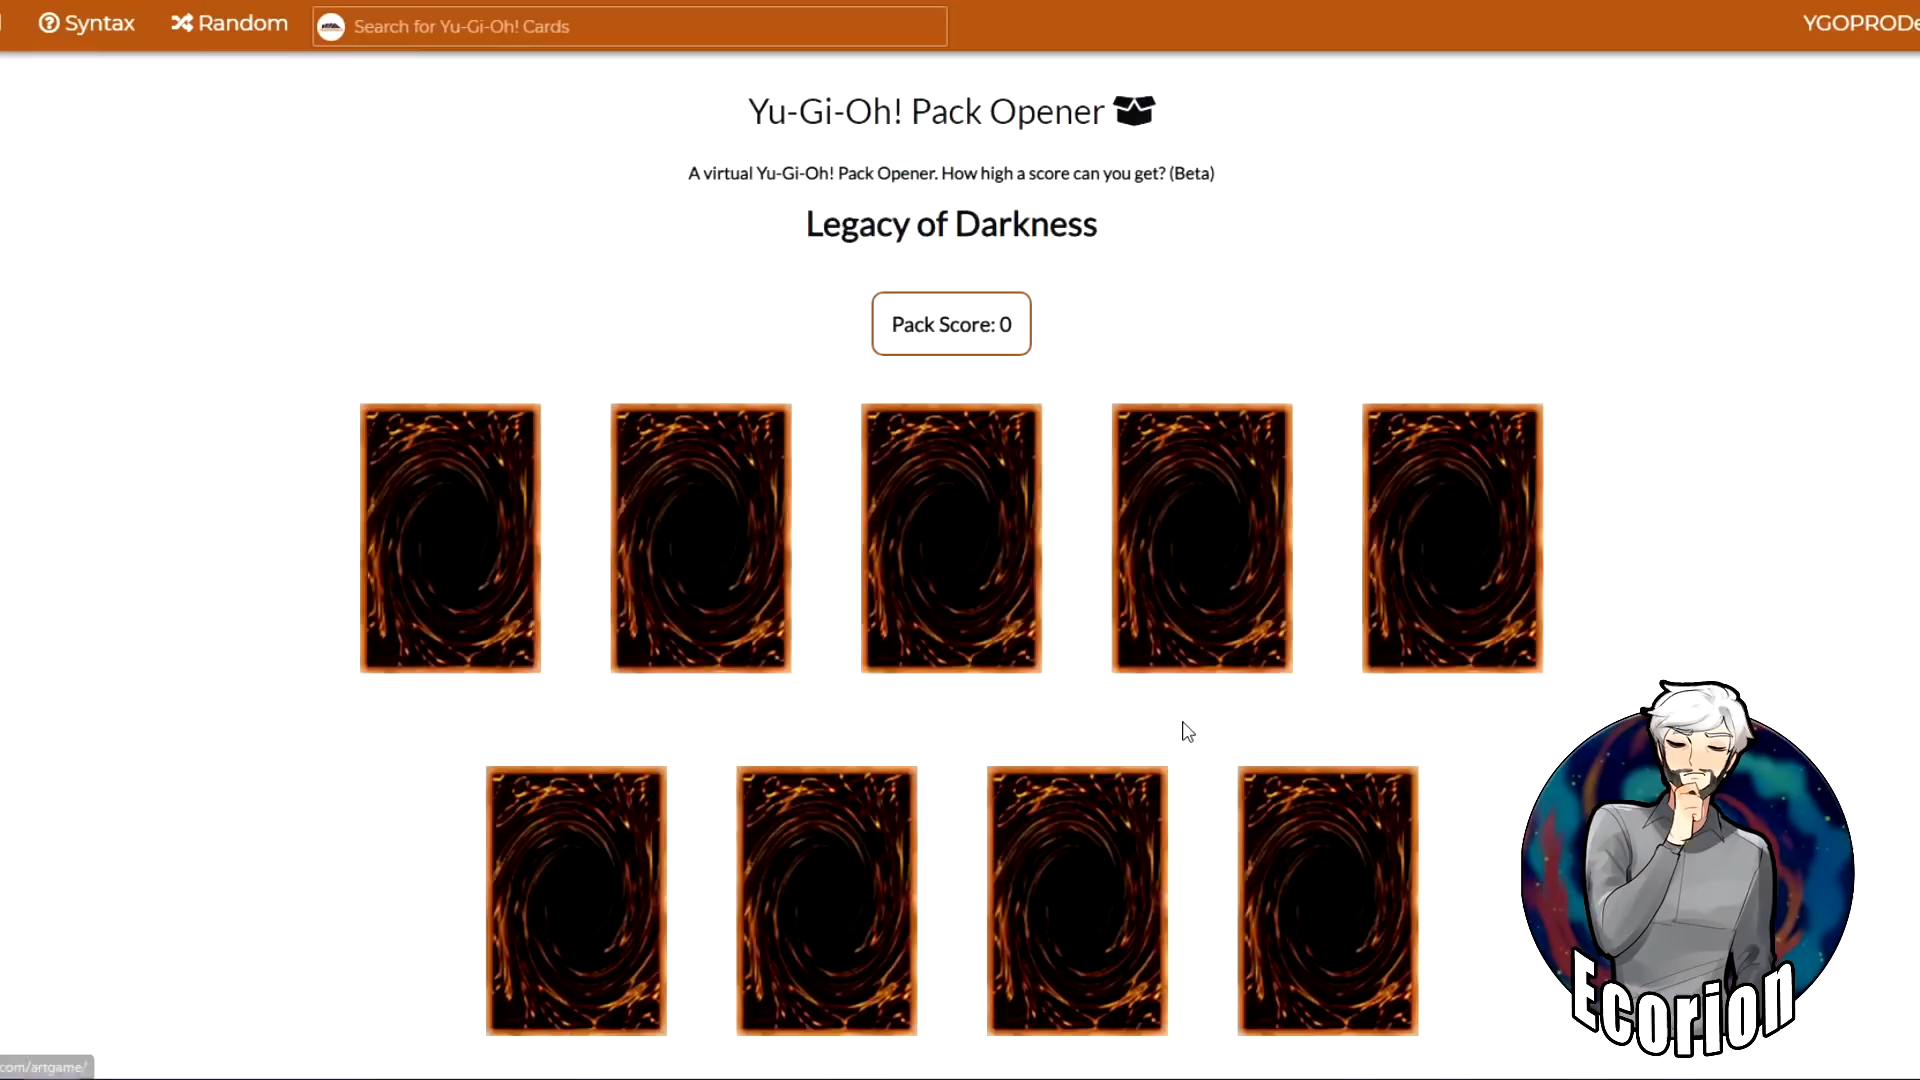 Syntax
Random
Search for Yu-Gi-Oh! Cards
YGOPRODe
Yu-Gi-Oh! Pack Opener
A virtual Yu-Gi-Oh! Pack Opener. How high a score can you get? (Beta)
Legacy of Darkness
Pack Score: 0
Ecorion
com/artgame/